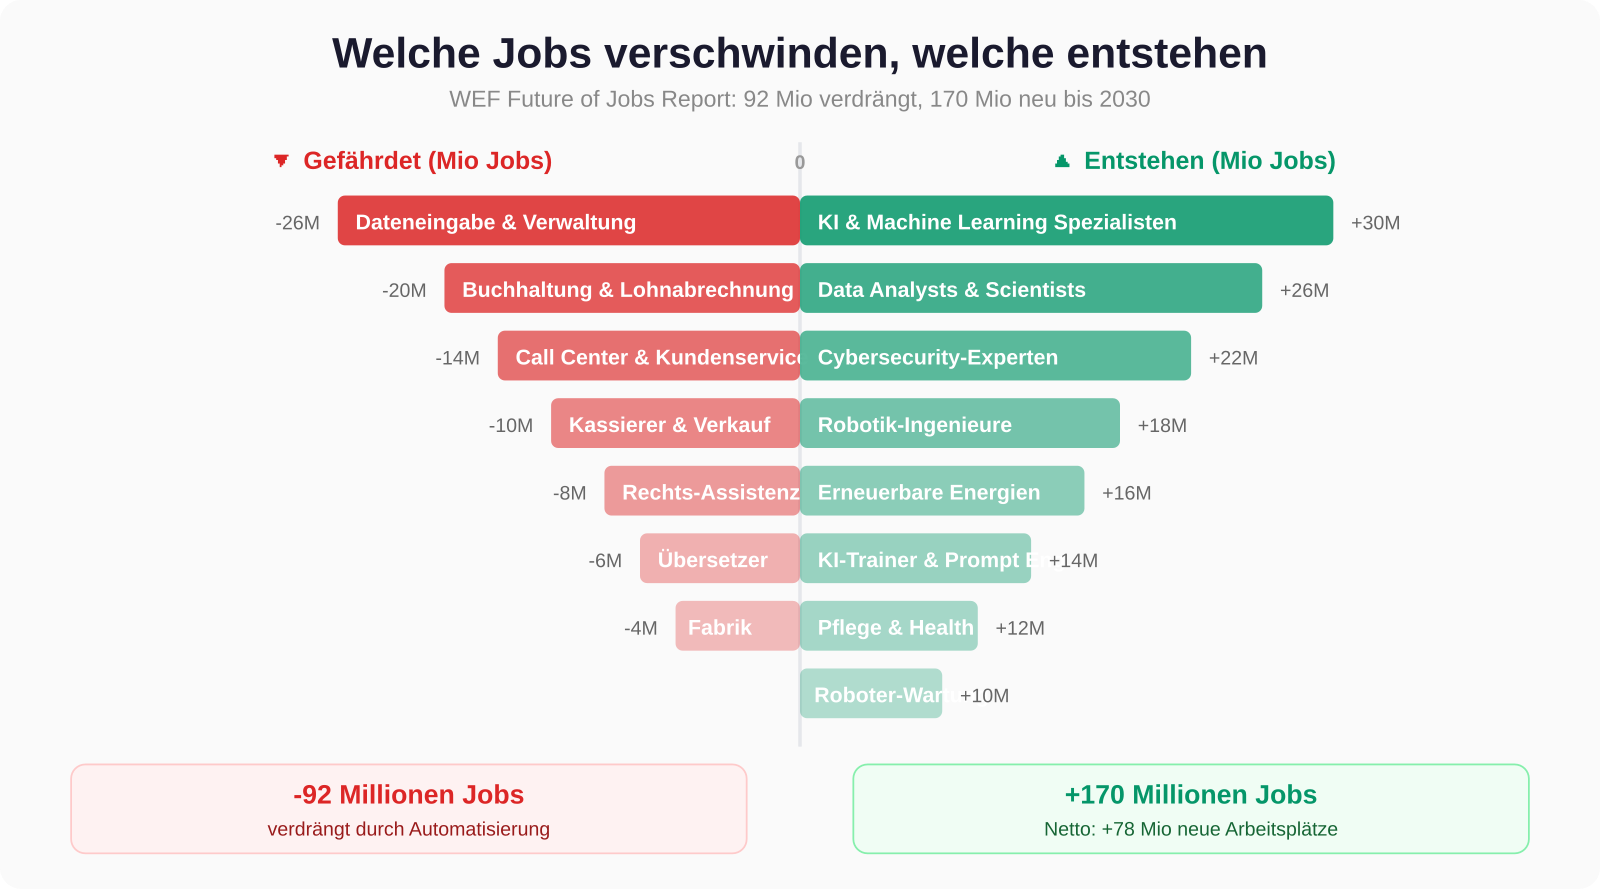 Welche Jobs verschwinden, welche entstehen
WEF Future of Jobs Report: 92 Mio verdrängt, 170 Mio neu bis 2030
Gefährdet (Mio Jobs)
0
Entstehen (Mio Jobs)
-26M Dateneingabe & Verwaltung KI & Machine Learning Spezialisten +30M
-20M Buchhaltung & Lohnabrechnung Data Analysts & Scientists +26M
-14M Call Center & Kundenservice Cybersecurity-Experten +22M
-10M Kassierer & Verkauf Robotik-Ingenieure +18M
-8M Rechts-Assistenz Erneuerbare Energien +16M
-6M Übersetzer KI-Trainer & Prompt +14M
-4M Fabrik Pflege & Health +12M
+10M
-92 Millionen Jobs
verdrängt durch Automatisierung
+170 Millionen Jobs
Netto: +78 Mio neue Arbeitsplätze